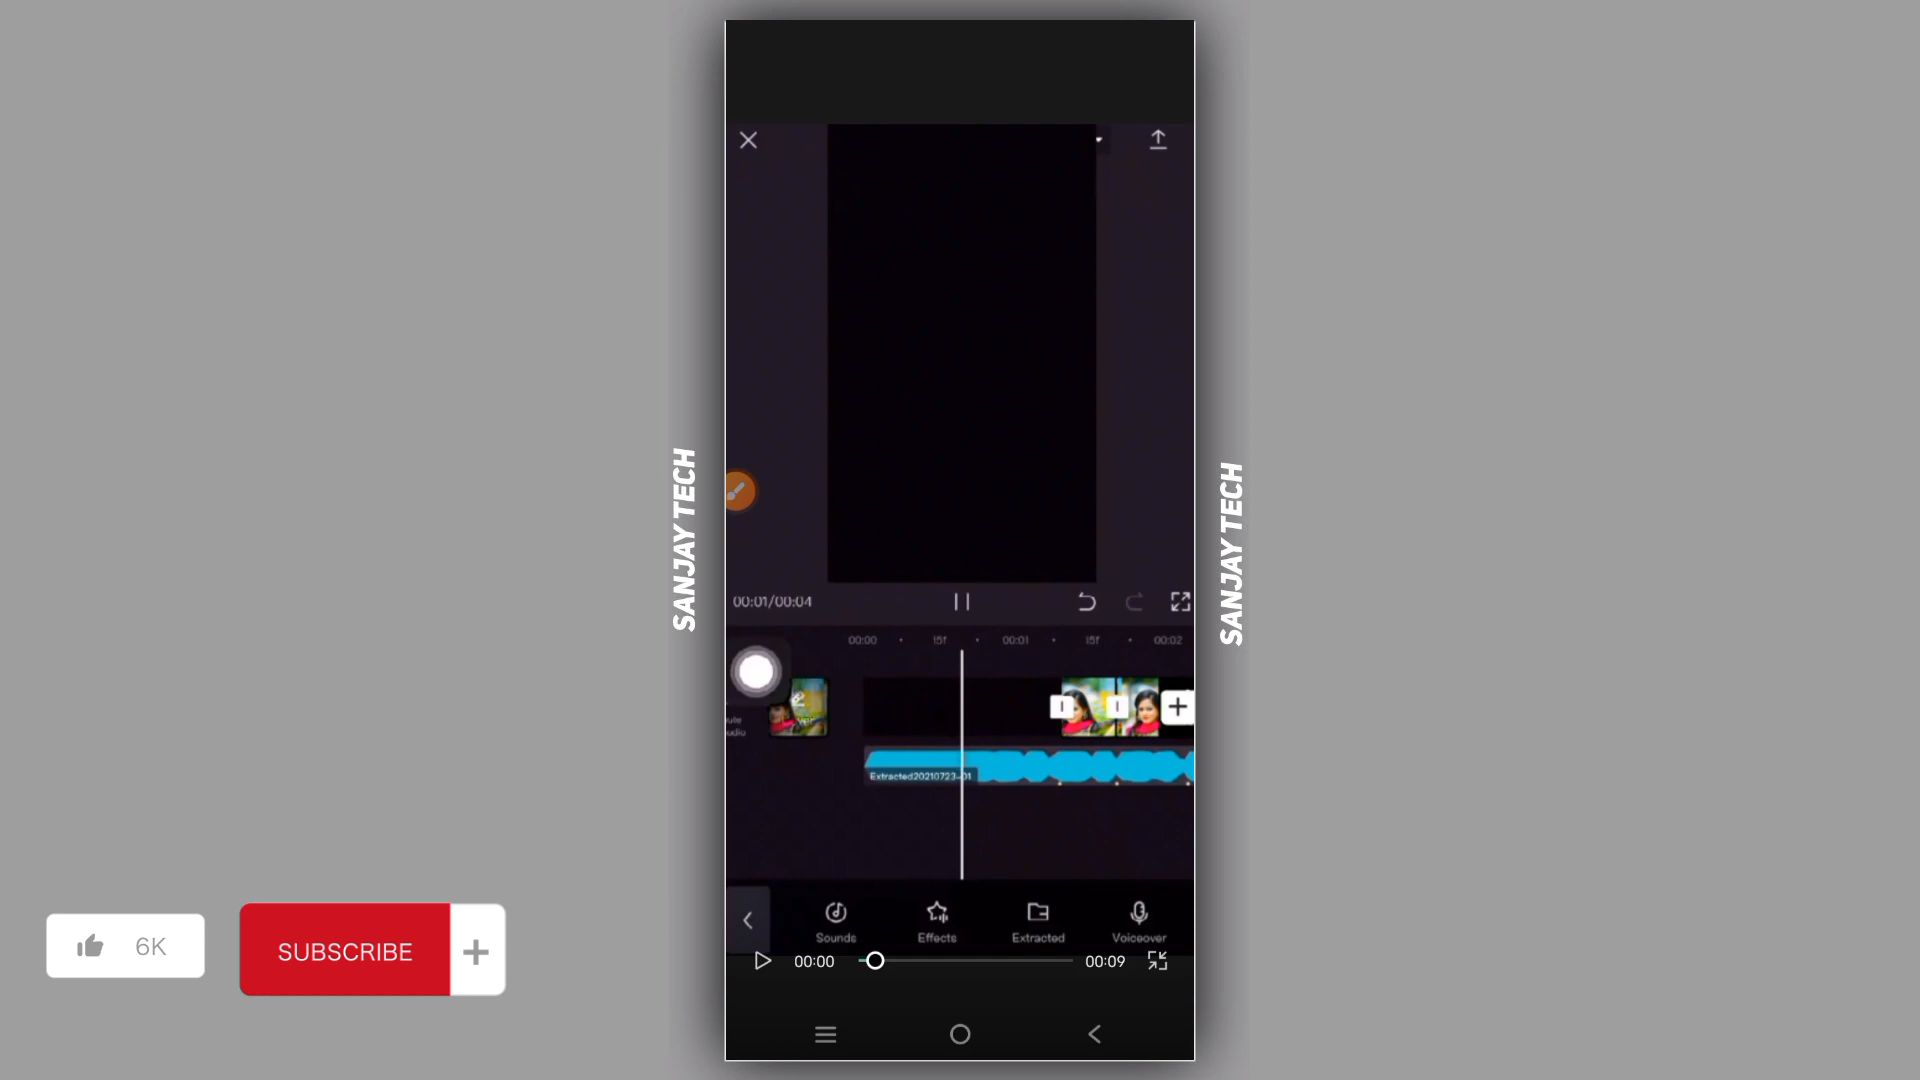 SANJAY TECH
SANJAY TECH
00:01/00:04
00:00 15f 00:01 15f 00:02
Extracted20210723-01
Sounds Effects Extracted Voiceover
00:00 00:09
6K
SUBSCRIBE +